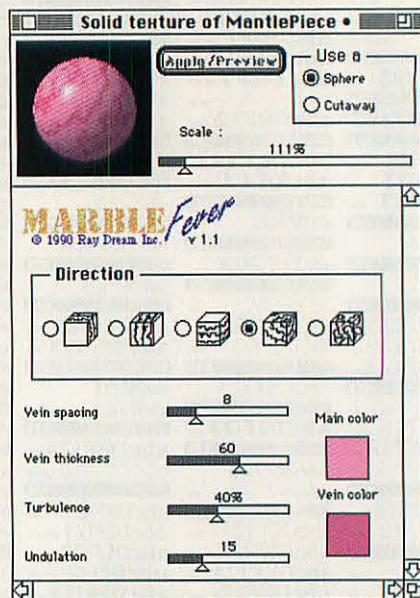 Solid texture of MantlePiece •
Apply/Preview
Use a
Sphere
Cutaway
Scale :
111%
MARBLE Fever
© 1990 Ray Dream Inc. v 1.1
Direction
Vein spacing
8
Main color
Vein thickness
60
Turbulence
40%
Vein color
Undulation
15